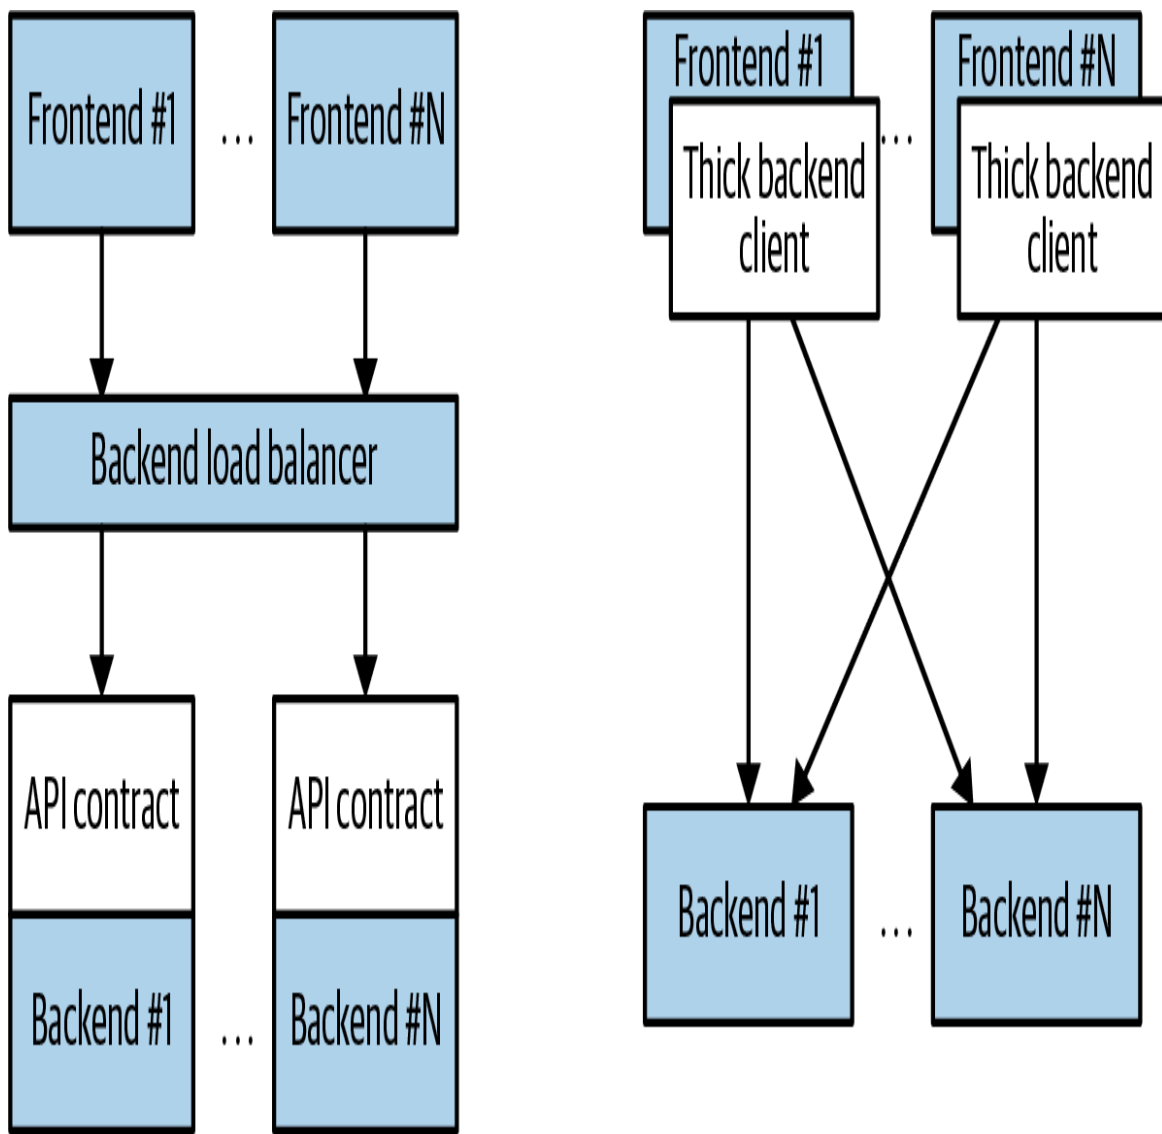 Frontend #1
...
Frontend #N
Backend load balancer
API contract
API contract
Backend #1
...
Backend #N
Frontend #1
...
Frontend #N
Thick backend
client
Thick backend
client
Backend #1
...
Backend #N